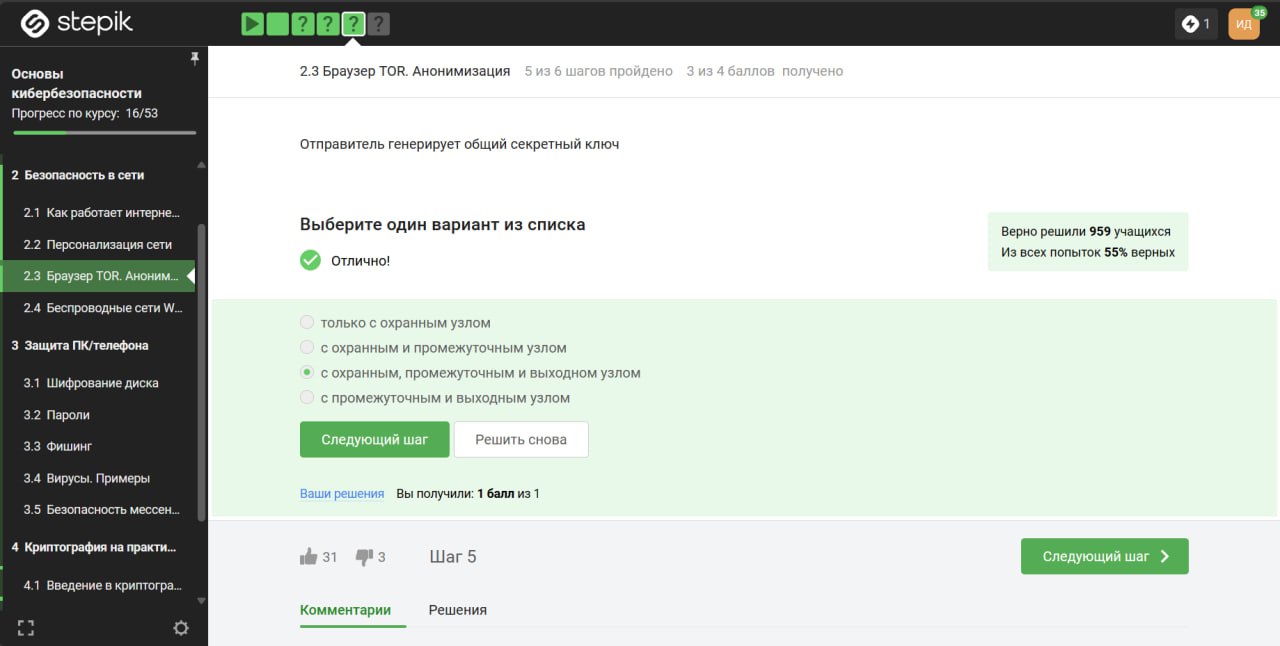 stepik
? ? ? ?
1
ИД
35
Основы
кибербезопасности
Прогресс по курсу: 16/53
2 Безопасность в сети
2.1 Как работает интерне...
2.2 Персонализация сети
2.3 Браузер TOR. Аноним...
2.4 Беспроводные сети W...
3 Защита ПК/телефона
3.1 Шифрование диска
3.2 Пароли
3.3 Фишинг
3.4 Вирусы. Примеры
3.5 Безопасность мессен...
4 Криптография на практи...
4.1 Введение в криптогра...
2.3 Браузер TOR. Анонимизация 5 из 6 шагов пройдено 3 из 4 баллов получено
Отправитель генерирует общий секретный ключ
Выберите один вариант из списка
Отлично!
Верно решили 959 учащихся
Из всех попыток 55% верных
только с охранным узлом
с охранным и промежуточным узлом
с охранным, промежуточным и выходном узлом
с промежуточным и выходным узлом
Следующий шаг Решить снова
Ваши решения Вы получили: 1 балл из 1
31 3 Шаг 5
Следующий шаг
Комментарии Решения